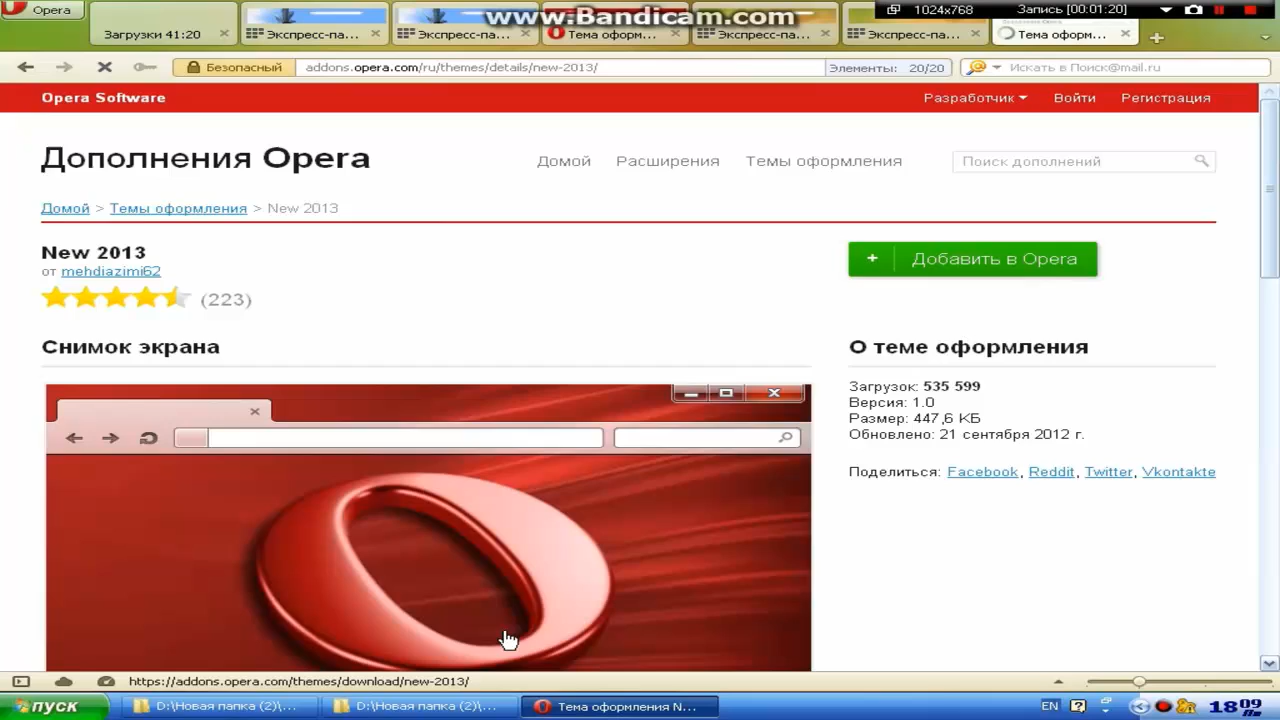 www.Bandicam.com
1024x768 Запись [00:01:20]
Opera
Загрузки41:20
Экспресс-па...
Экспресс-па...
Тема оформ...
Экспресс-па...
Экспресс-па...
Тема оформ...
Безопасный
addons.opera.com/ru/themes/details/new-2013/
Элементы: 20/20
Искать в Поиск@mail.ru
Opera Software
Разработчик
Войти
Регистрация
Дополнения Opera
Домой
Расширения
Темы оформления
Поиск дополнений
Домой > Темы оформления > New 2013
New 2013
от mehdiazimi62
(223)
+ Добавить в Opera
Снимок экрана
О теме оформления
Загрузок: 535 599
Версия: 1.0
Размер: 447,6 КБ
Обновлено: 21 сентября 2012 г.
Поделиться: Facebook, Reddit, Twitter, Vkontakte
https://addons.opera.com/themes/download/new-2013/
пуск
D:\Новая папка (2)\...
D:\Новая папка (2)\...
Тема оформления N...
EN
18:09